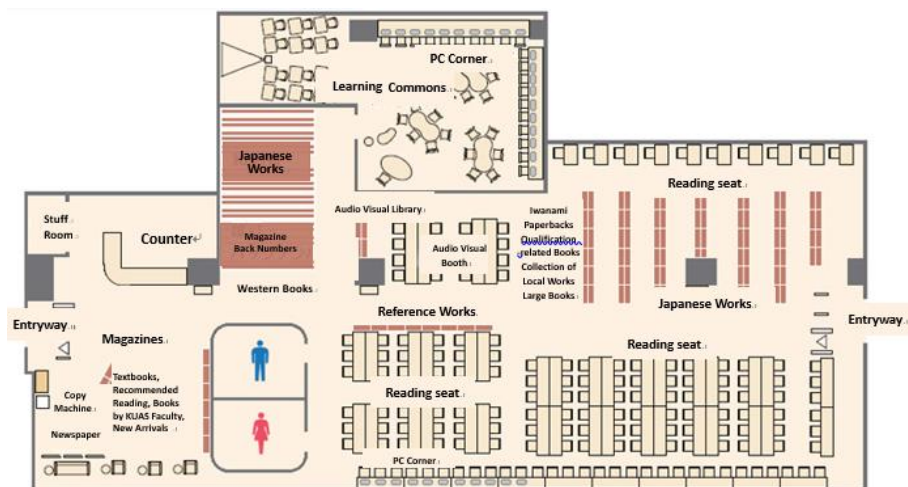 PC Corner
Learning Commons
Japanese
Works
Reading seat
Stuff
Room
Counter
Magazine
Back Numbers
Audio Visual Library
Audio Visual
Booth
Iwanami
Paperbacks
Qualification
related Books
Collection of
Local Works
Large Books
Western Books
Japanese Works
Reference Works
Entryway
Magazines
Entryway
Reading seat
Textbooks,
Recommended
Reading, Books
by KUAS Faculty,
New Arrivals
Copy
Machine
Reading seat
Newspaper
PC Corner